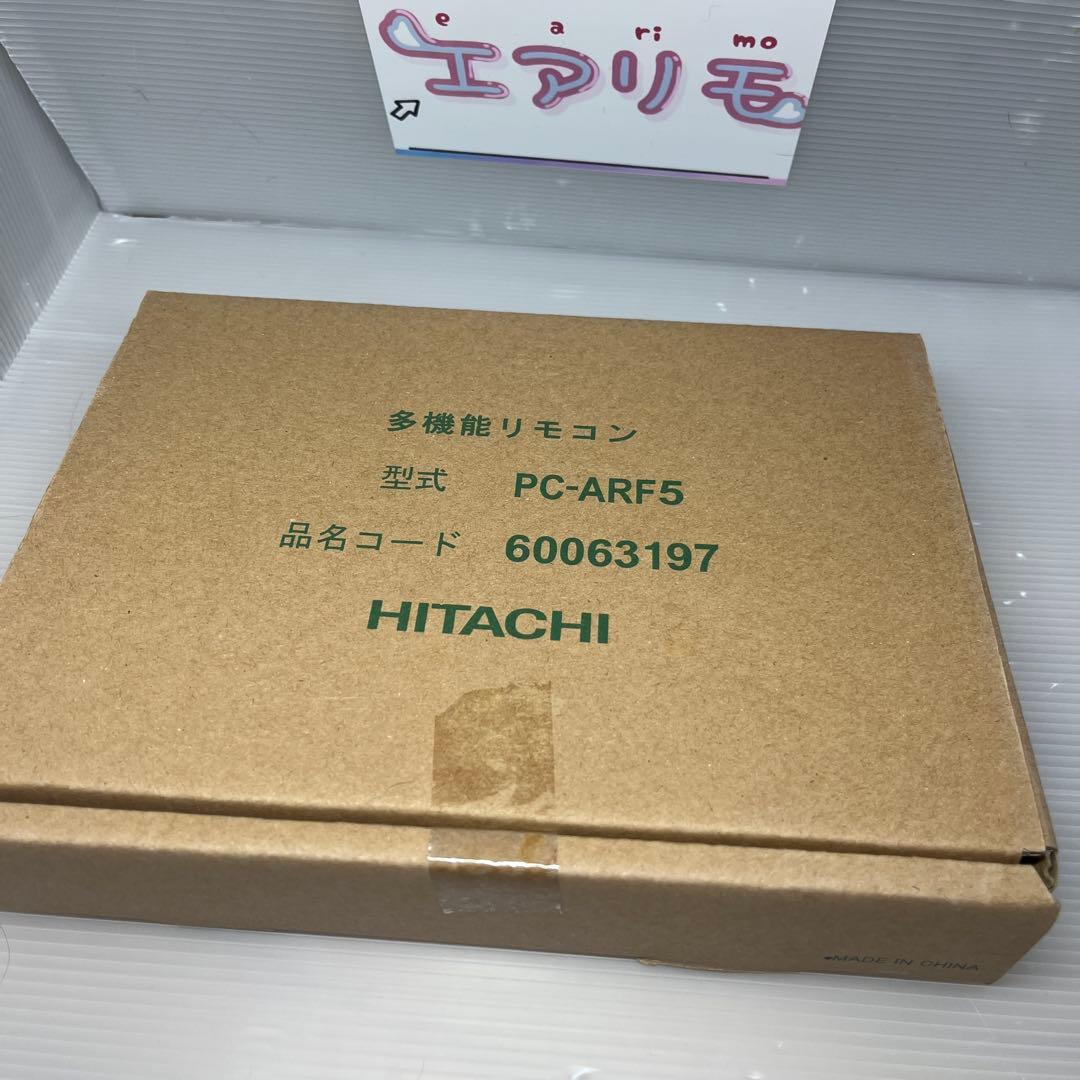 e a ri mo
エアリモ
多機能リモコン
型式 PC-ARF5
品名コード 60063197
HITACHI
MADE IN CHINA